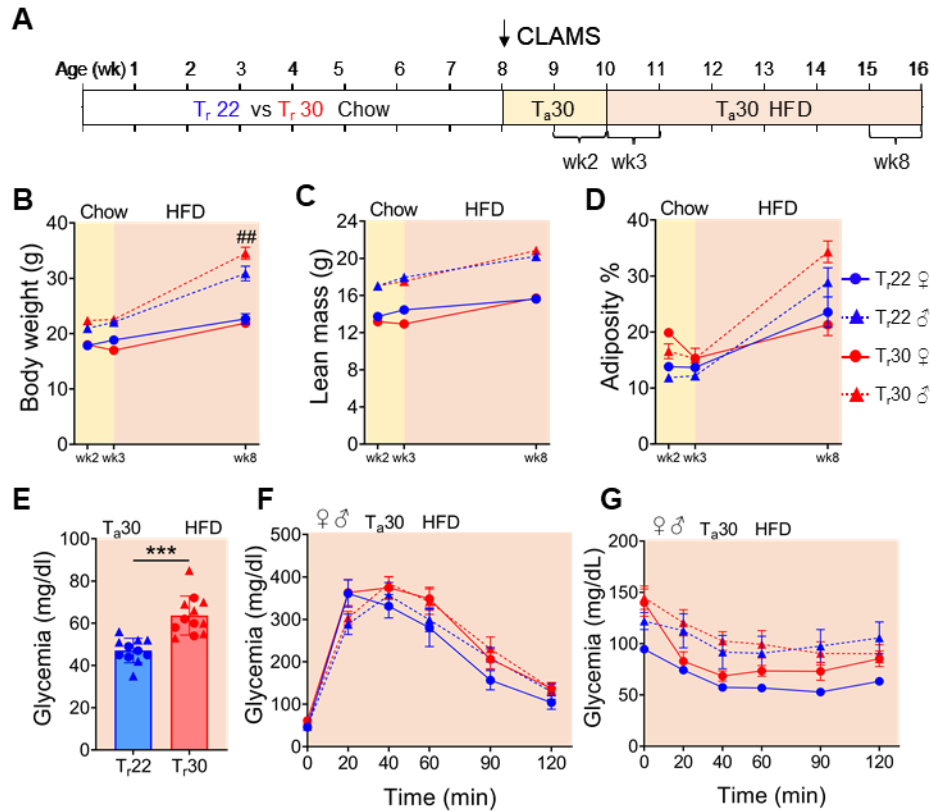 A
CLAMS
Age (wk) 1 2 3 4 5 6 7 8 9 10 11 12 13 14 15 16
Tr 22 vs Tr 30 Chow
Ta30
Ta30 HFD
wk2 wk3 wk8
B
Chow HFD
Body weight (g)
40
30
20
10
0
##
wk2 wk3 wk8
C
Chow HFD
Lean mass (g)
24
20
16
12
8
4
0
wk2 wk3 wk8
D
Chow HFD
Adiposity %
40
30
20
10
0
wk2 wk3 wk8
Tr22 ♀
Tr22 ♂
Tr30 ♀
Tr30 ♂
E
Ta30 HFD
Glycemia (mg/dl)
100
80
60
40
20
0
***
Tr22 Tr30
F
♀♂ Ta30 HFD
Glycemia (mg/dl)
500
400
300
200
100
0
0 20 40 60 90 120
Time (min)
G
♀♂ Ta30 HFD
Glycemia (mg/dL)
200
150
100
50
0
0 20 40 60 90 120
Time (min)